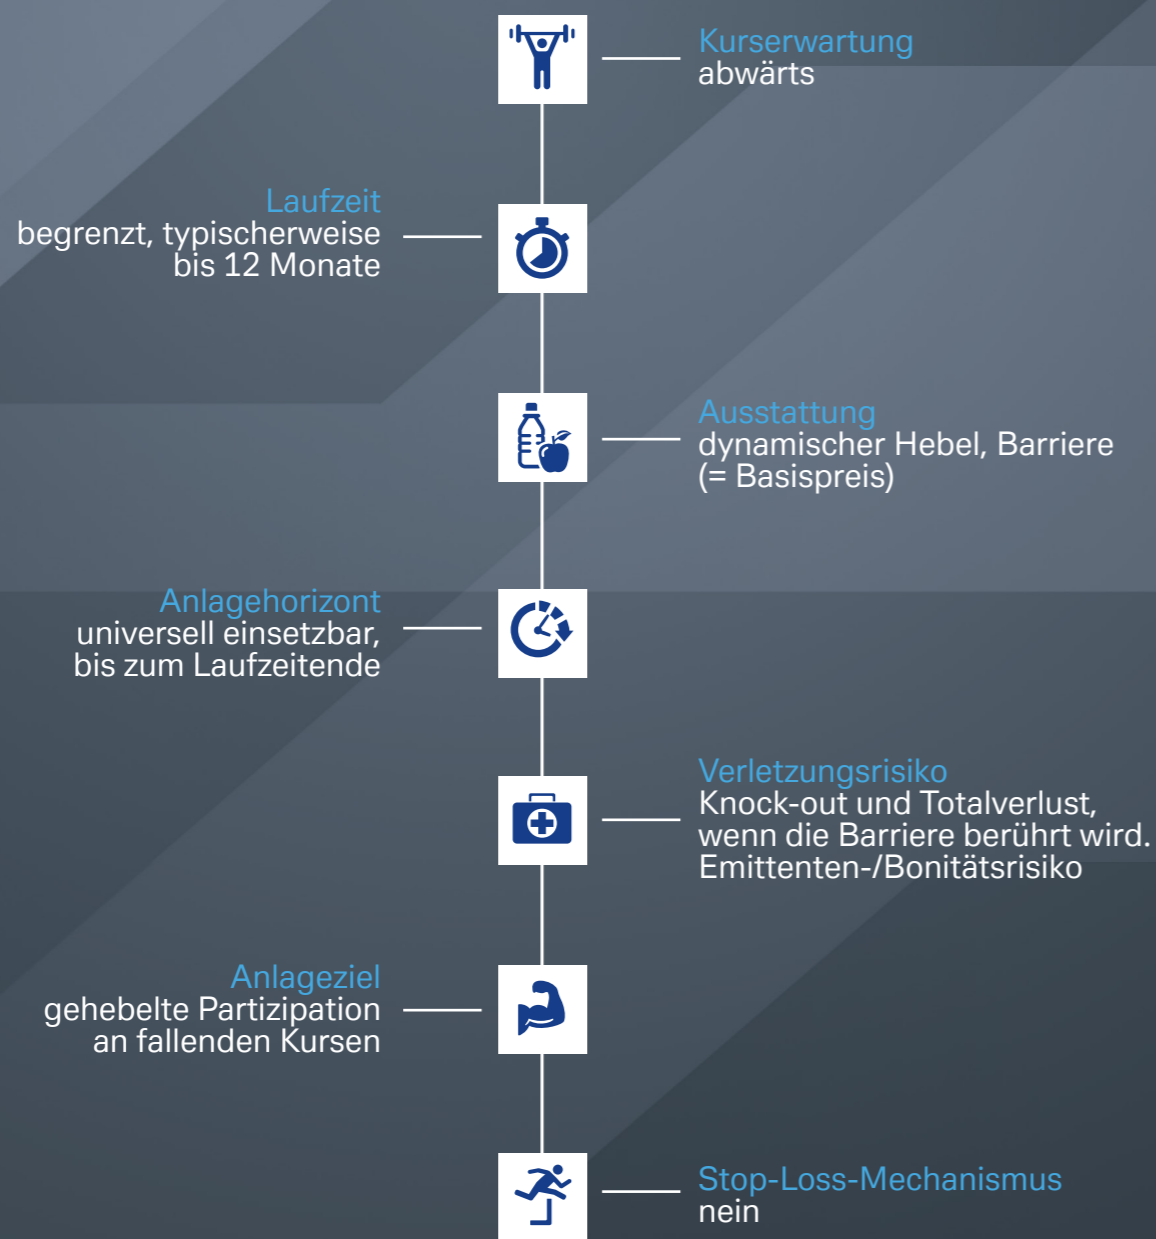 Kurserwartung
abwärts
Laufzeit
begrenzt, typischerweise
bis 12 Monate
Ausstattung
dynamischer Hebel, Barriere
(= Basispreis)
Anlagehorizont
universell einsetzbar,
bis zum Laufzeitende
Verletzungsrisiko
Knock-out und Totalverlust,
wenn die Barriere berührt wird.
Emittenten-/Bonitätsrisiko
Anlageziel
gehebelte Partizipation
an fallenden Kursen
Stop-Loss-Mechanismus
nein